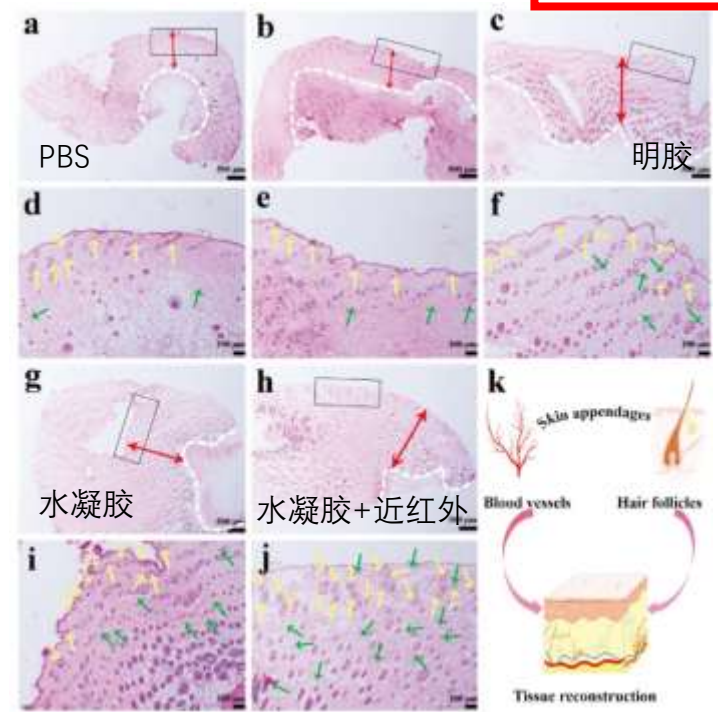 a
b
c
PBS
明胶
d
e
f
g
h
k
Skin appendages
水凝胶
水凝胶+近红外
Blood vessels
Hair follicles
i
j
Tissue reconstruction